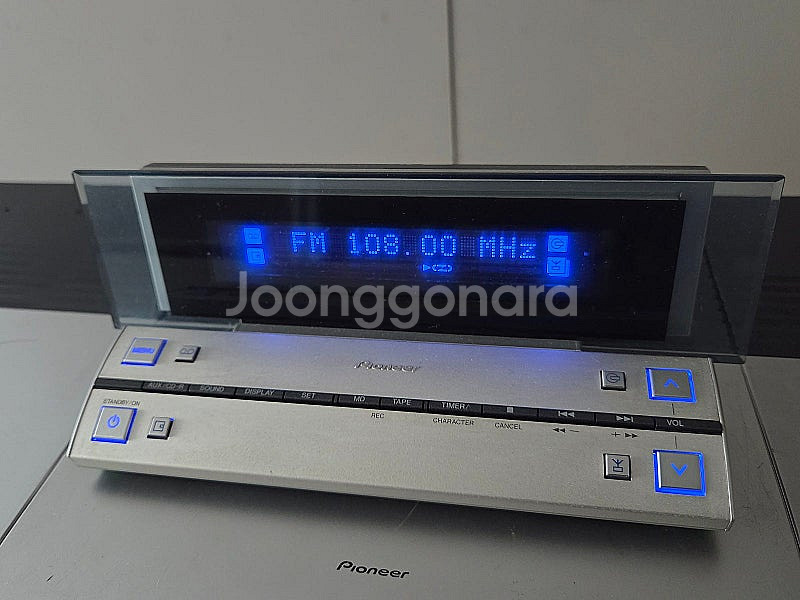 FM 108.00 MHz
Joonggonara
Pioneer
MENU
AUX/CD-R SOUND DISPLAY SET MD TAPE TIMER/ ■ |◀◀ ▶▶| VOL
STANDBY/ON
REC CHARACTER CANCEL ◀◀ − + ▶▶
Pioneer